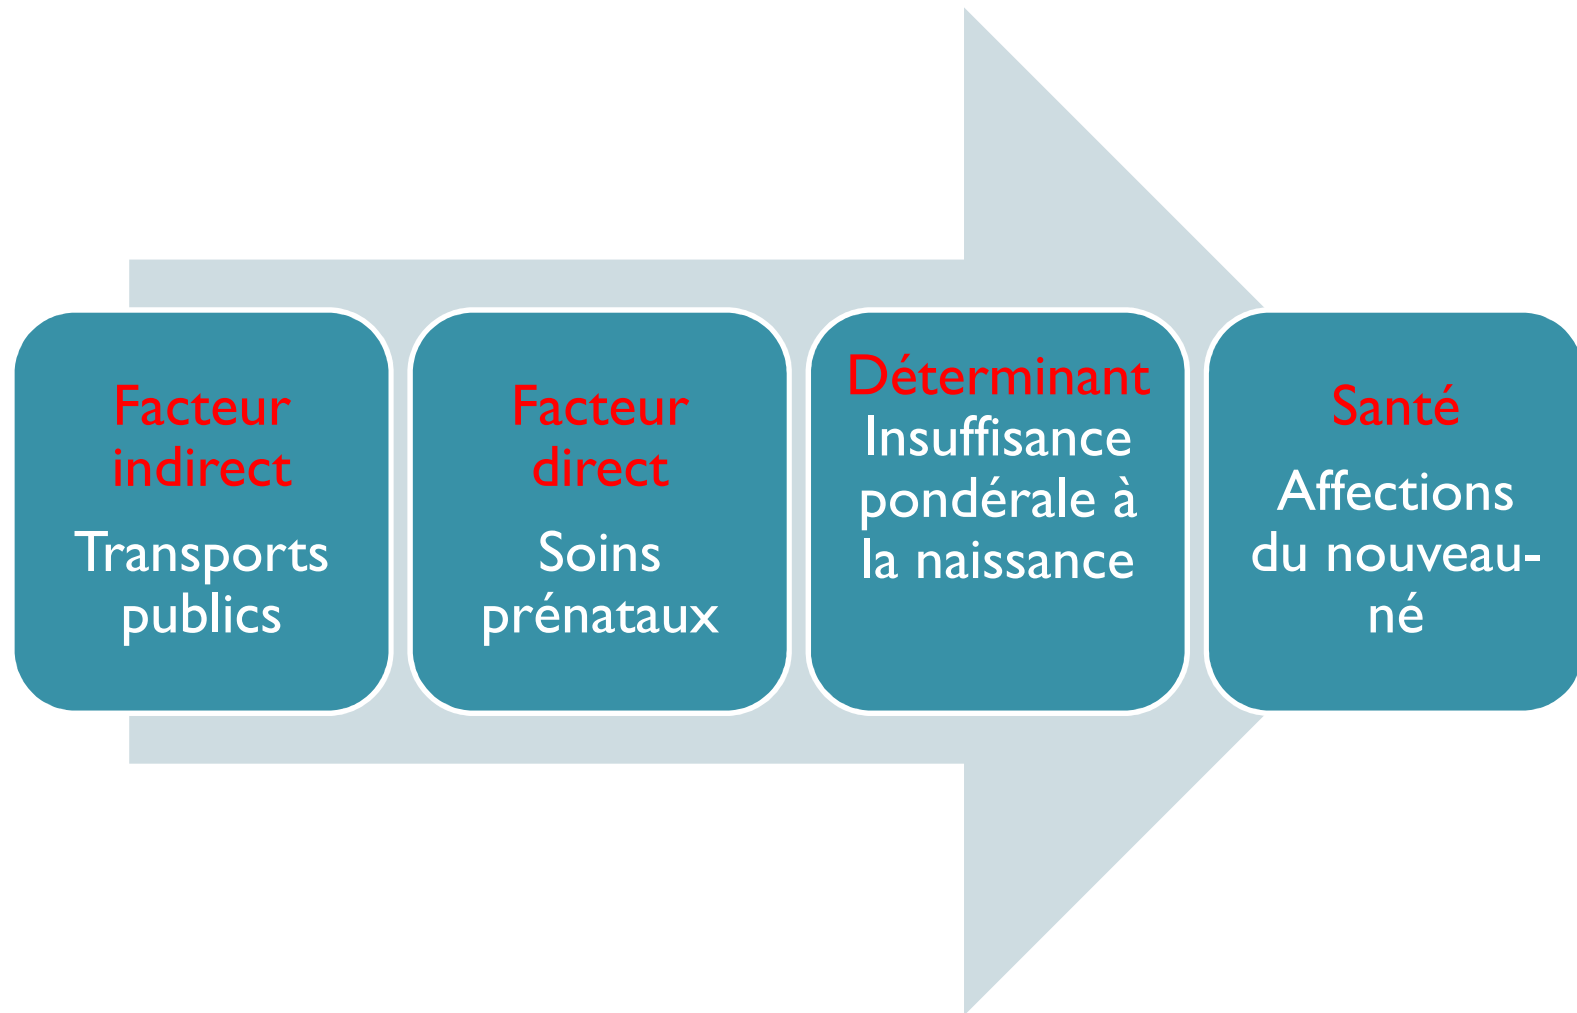 Facteur
indirect
Transports
publics
Facteur
direct
Soins
prénataux
Déterminant
Insuffisance
pondérale à
la naissance
Santé
Affections
du nouveau-
né